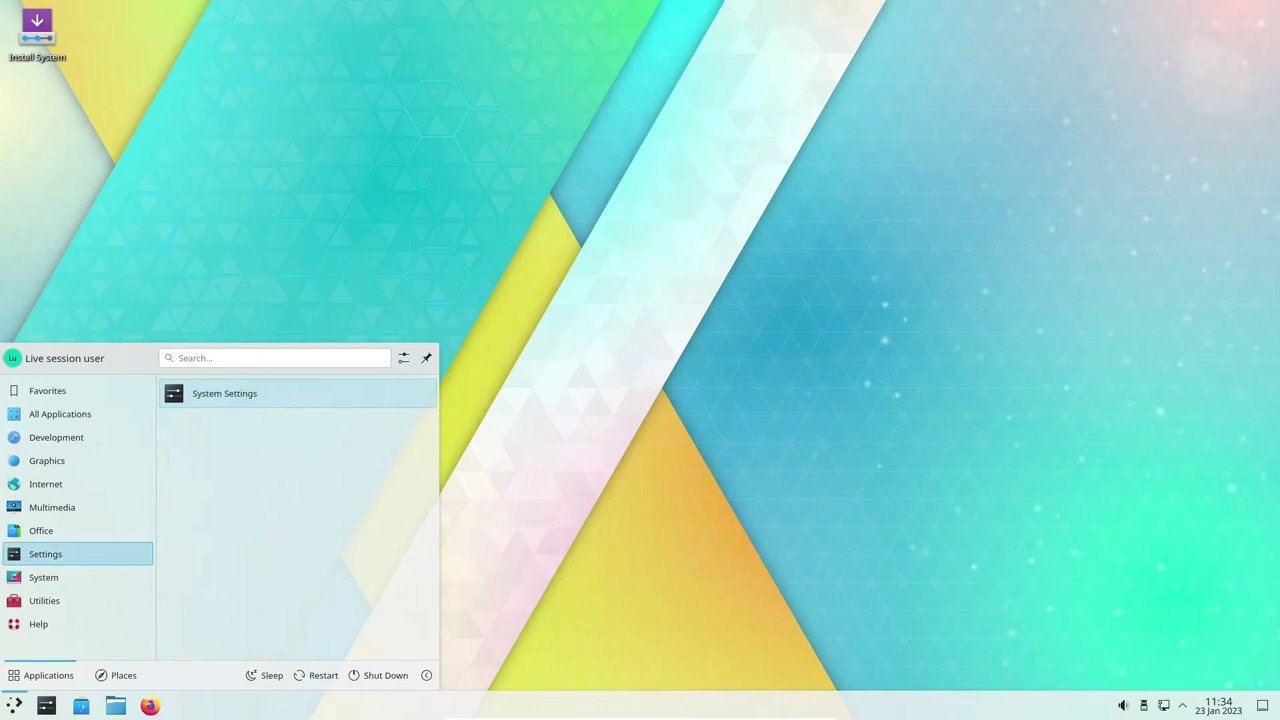 Install System
Lu Live session user
Search...
Favorites
All Applications
Development
Graphics
Internet
Multimedia
Office
Settings
System
Utilities
Help
System Settings
Applications
Places
Sleep
Restart
Shut Down
11:34
23 Jan 2023